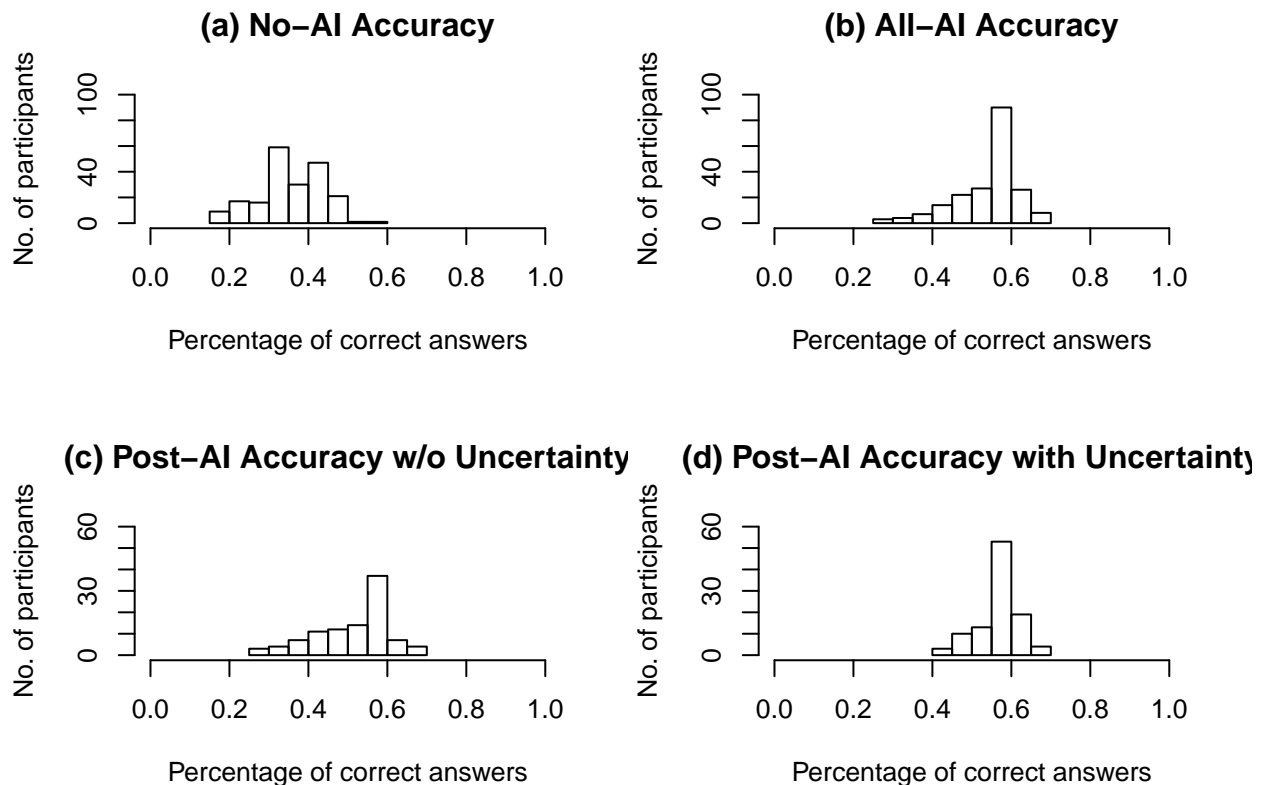 (a) No−AI Accuracy
No. of participants
0 40 100
0.0 0.2 0.4 0.6 0.8 1.0
Percentage of correct answers
(b) All−AI Accuracy
No. of participants
0 40 100
0.0 0.2 0.4 0.6 0.8 1.0
Percentage of correct answers
(c) Post−AI Accuracy w/o Uncertainty
No. of participants
0 30 60
0.0 0.2 0.4 0.6 0.8 1.0
Percentage of correct answers
(d) Post−AI Accuracy with Uncertainty
No. of participants
0 30 60
0.0 0.2 0.4 0.6 0.8 1.0
Percentage of correct answers